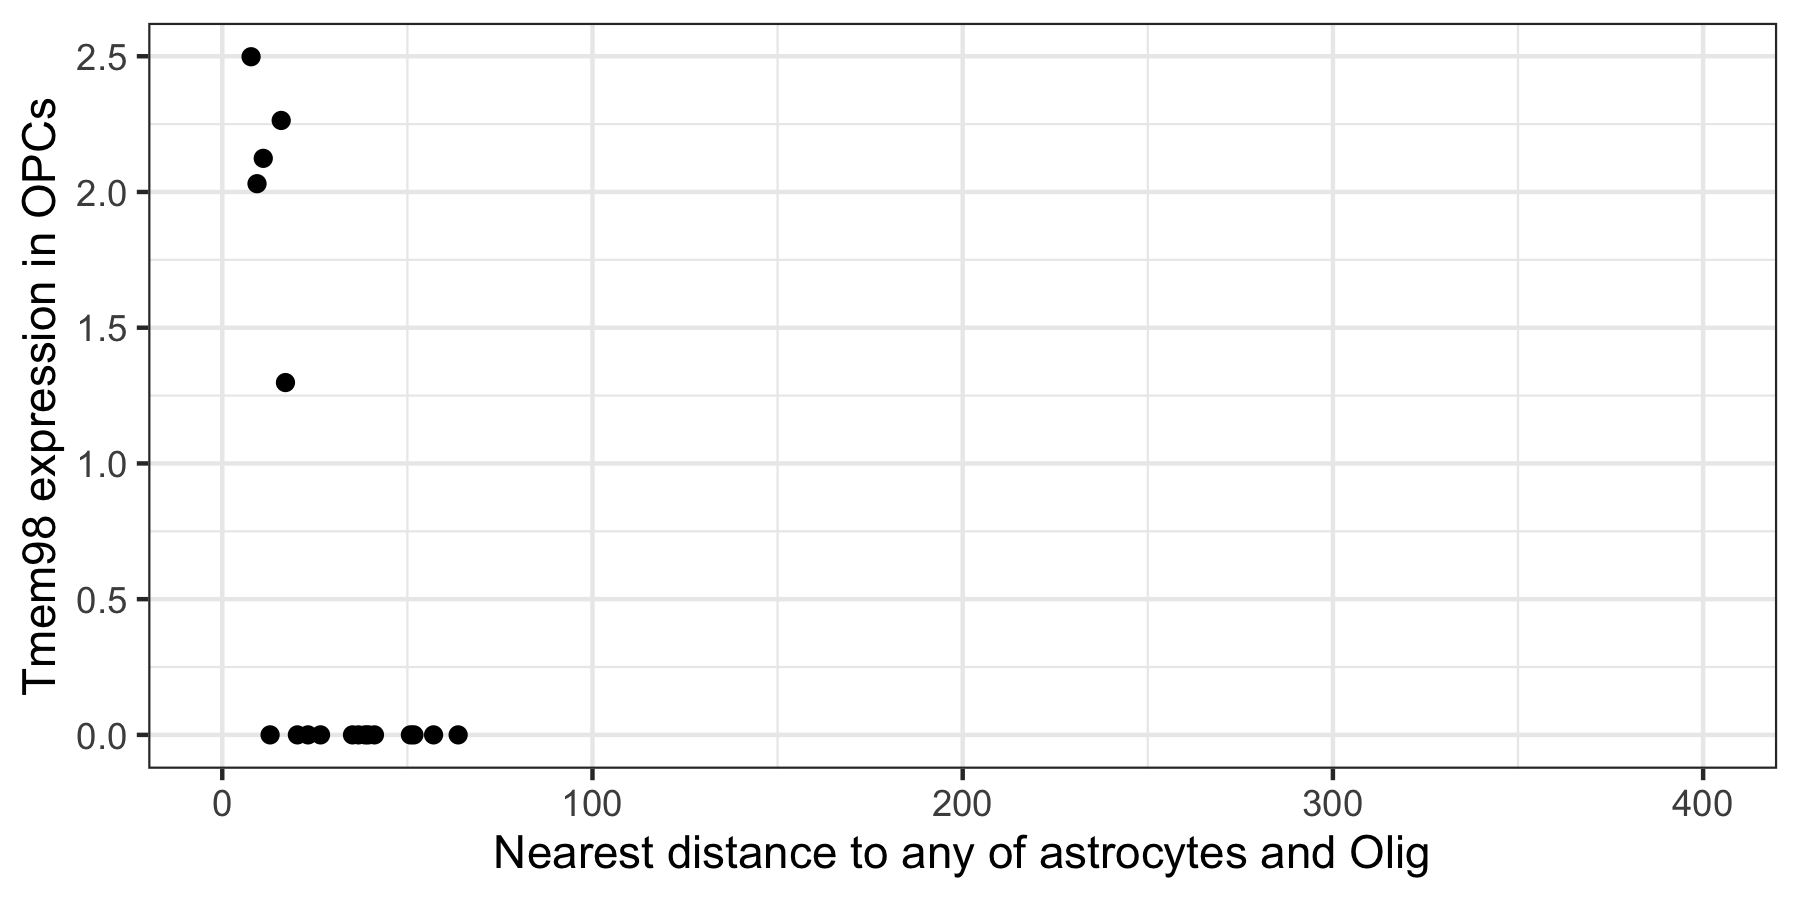 Tmem98 expression in OPCs
2.5
2.0
1.5
1.0
0.5
0.0
0 100 200 300 400
Nearest distance to any of astrocytes and Olig